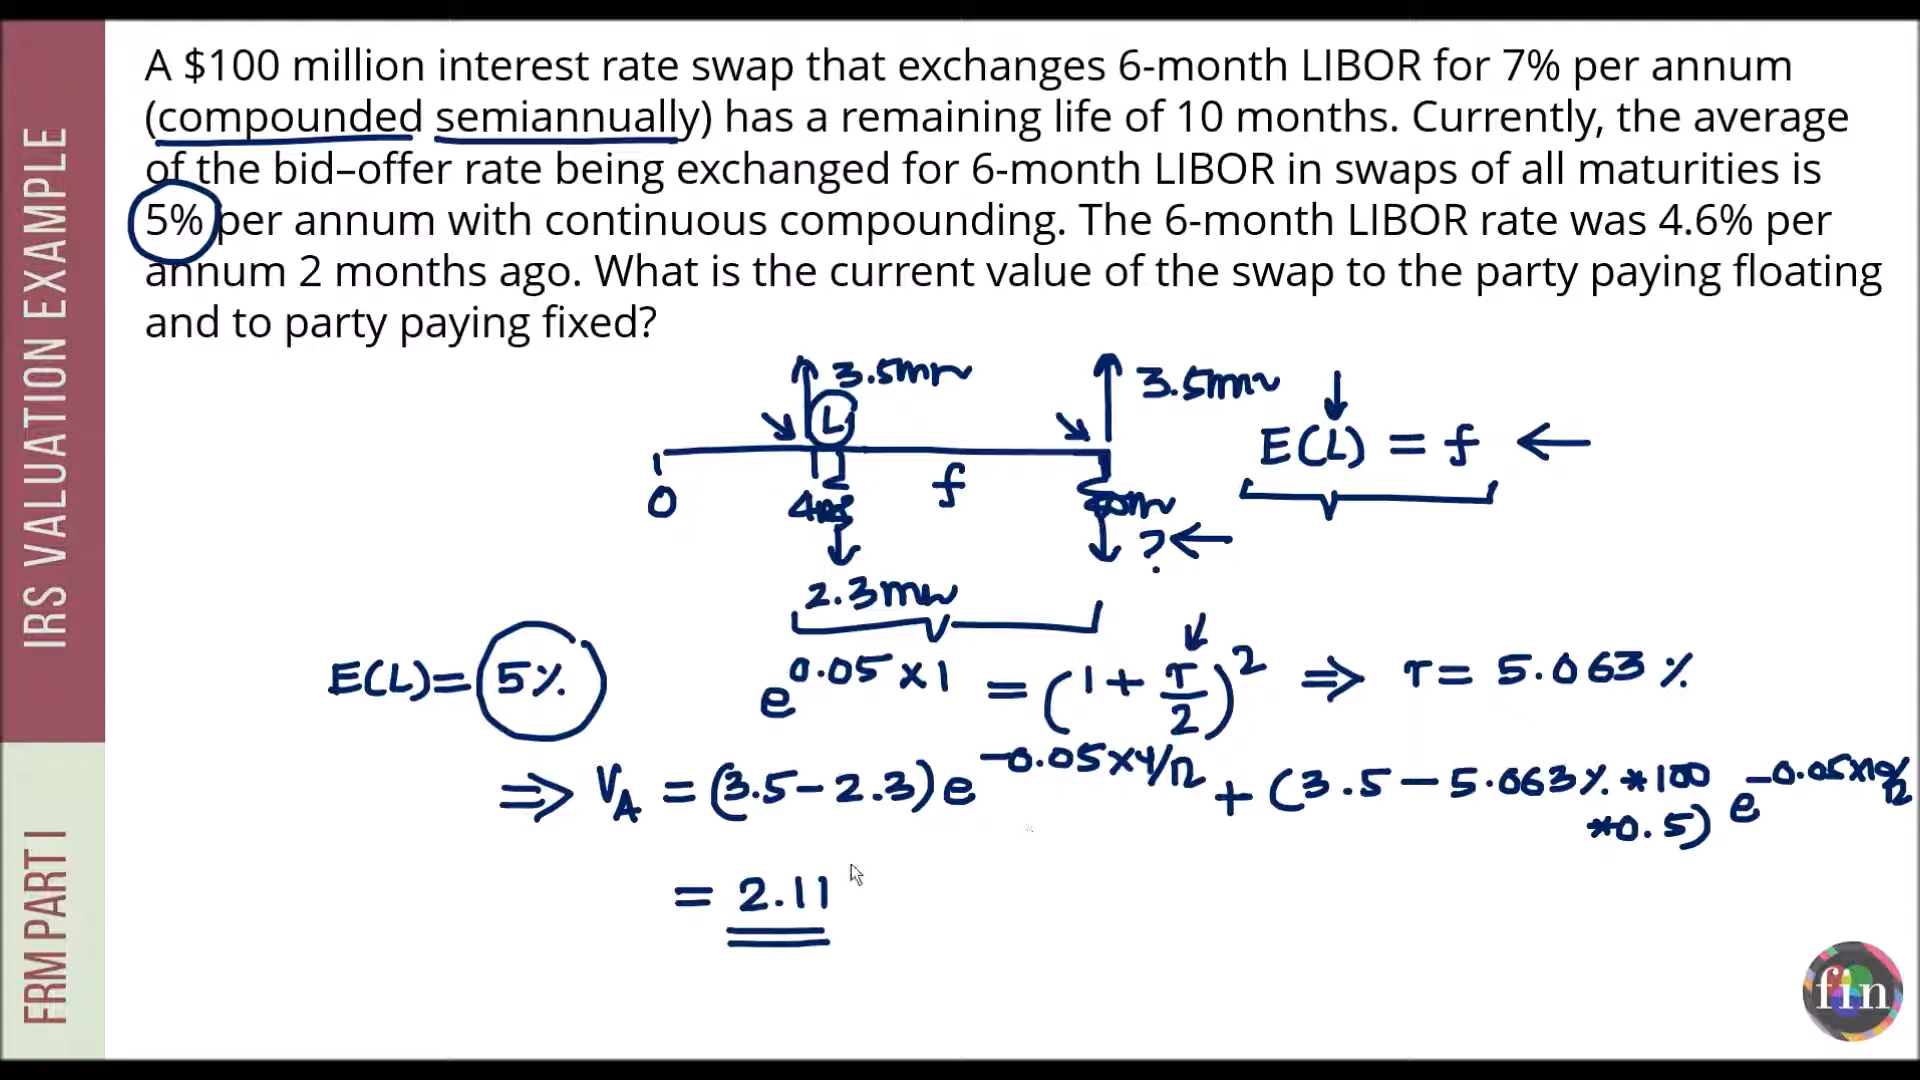 IRS VALUATION EXAMPLE
FRM PART I
A $100 million interest rate swap that exchanges 6-month LIBOR for 7% per annum
(compounded semiannually) has a remaining life of 10 months. Currently, the average
of the bid–offer rate being exchanged for 6-month LIBOR in swaps of all maturities is
5% per annum with continuous compounding. The 6-month LIBOR rate was 4.6% per
annum 2 months ago. What is the current value of the swap to the party paying floating
and to party paying fixed?
3.5mn 3.5mn
L
E(L) = f ←
0 f
? ←
2.3mn
E(L) = 5% e^0.05×1 = (1 + r/2)^2 ⇒ r = 5.063%
⇒ V_A = (3.5 − 2.3) e^−0.05×4/12 + (3.5 − 5.063% * 100 * 0.5) e^−0.05×10/12
= 2.11
fin